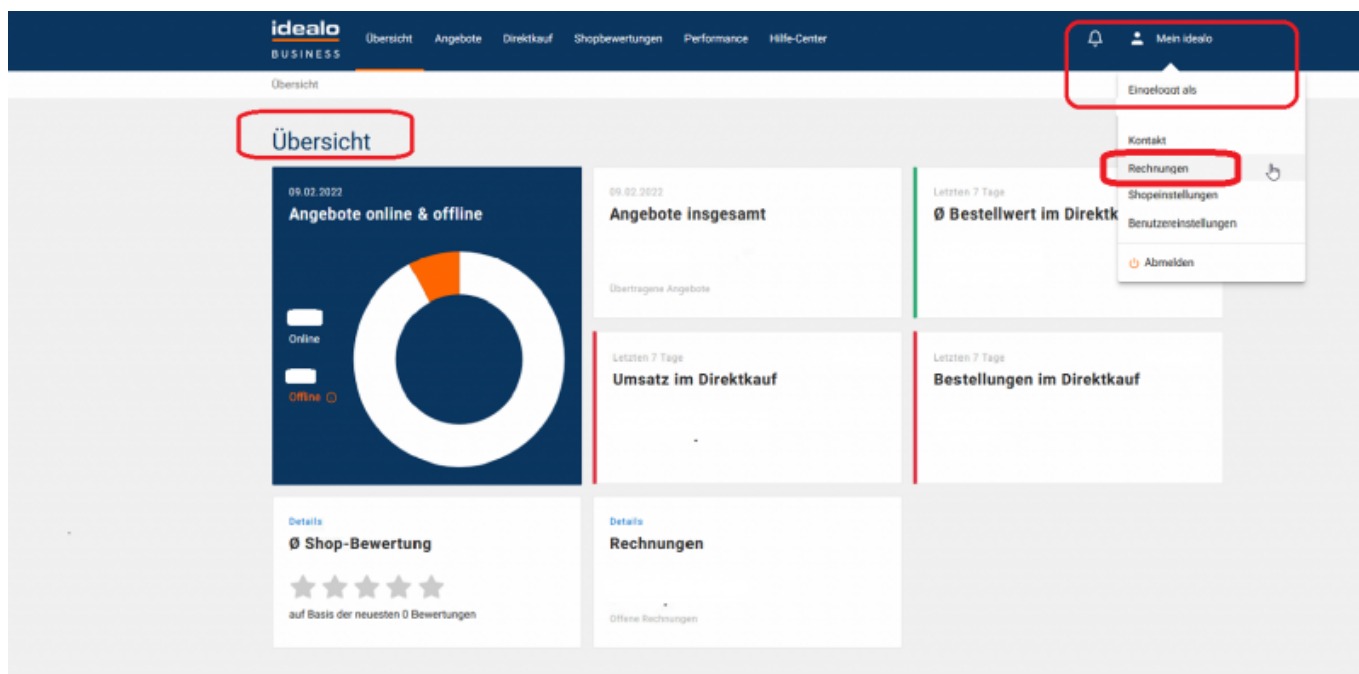 idealo
BUSINESS
Übersicht Angebote Direktkauf Shopbewertungen Performance Hilfe-Center Mein idealo
Übersicht
Eingeloggt als
Übersicht
Kontakt
Rechnungen
Shopeinstellungen
Benutzereinstellungen
Abmelden
09.02.2022
Angebote online & offline
Online
Offline
09.02.2022
Angebote insgesamt
Übertragene Angebote
Letzten 7 Tage
Ø Bestellwert im Direktk
Letzten 7 Tage
Umsatz im Direktkauf
Letzten 7 Tage
Bestellungen im Direktkauf
Details
Ø Shop-Bewertung
auf Basis der neuesten 0 Bewertungen
Details
Rechnungen
Offene Rechnungen